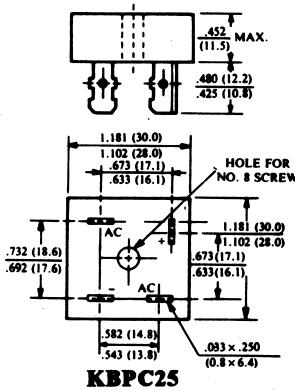 .452
(11.5)
MAX.
.480 (12.2)
.425 (10.8)
1.181 (30.0)
1.102 (28.0)
.673 (17.1)
.633 (16.1)
HOLE FOR
NO. 8 SCREW
AC
+
1.181 (30.0)
1.102 (28.0)
.732 (18.6)
.692 (17.6)
.673(17.1)
.633(16.1)
-
AC
.582 (14.8)
.543 (13.8)
.033 x .250
(0.8 x 6.4)
KBPC25